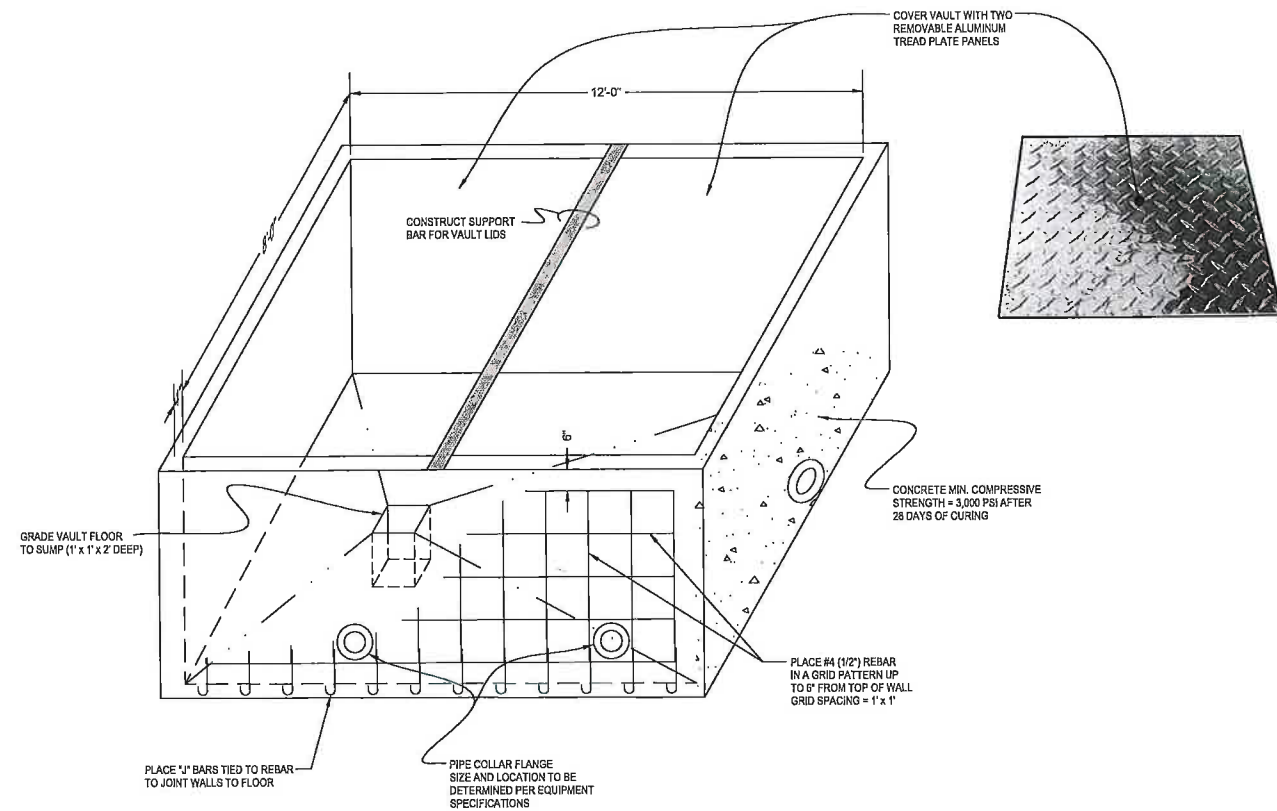 COVER VAULT WITH TWO
REMOVABLE ALUMINUM
TREAD PLATE PANELS
12'-0"
8'-0"
CONSTRUCT SUPPORT
BAR FOR VAULT LIDS
6"
CONCRETE MIN. COMPRESSIVE
STRENGTH = 3,000 PSI AFTER
28 DAYS OF CURING
GRADE VAULT FLOOR
TO SUMP (1' x 1' x 2' DEEP)
PLACE #4 (1/2") REBAR
IN A GRID PATTERN UP
TO 6" FROM TOP OF WALL
GRID SPACING = 1' x 1'
PLACE "J" BARS TIED TO REBAR
TO JOINT WALLS TO FLOOR
PIPE COLLAR FLANGE
SIZE AND LOCATION TO BE
DETERMINED PER EQUIPMENT
SPECIFICATIONS